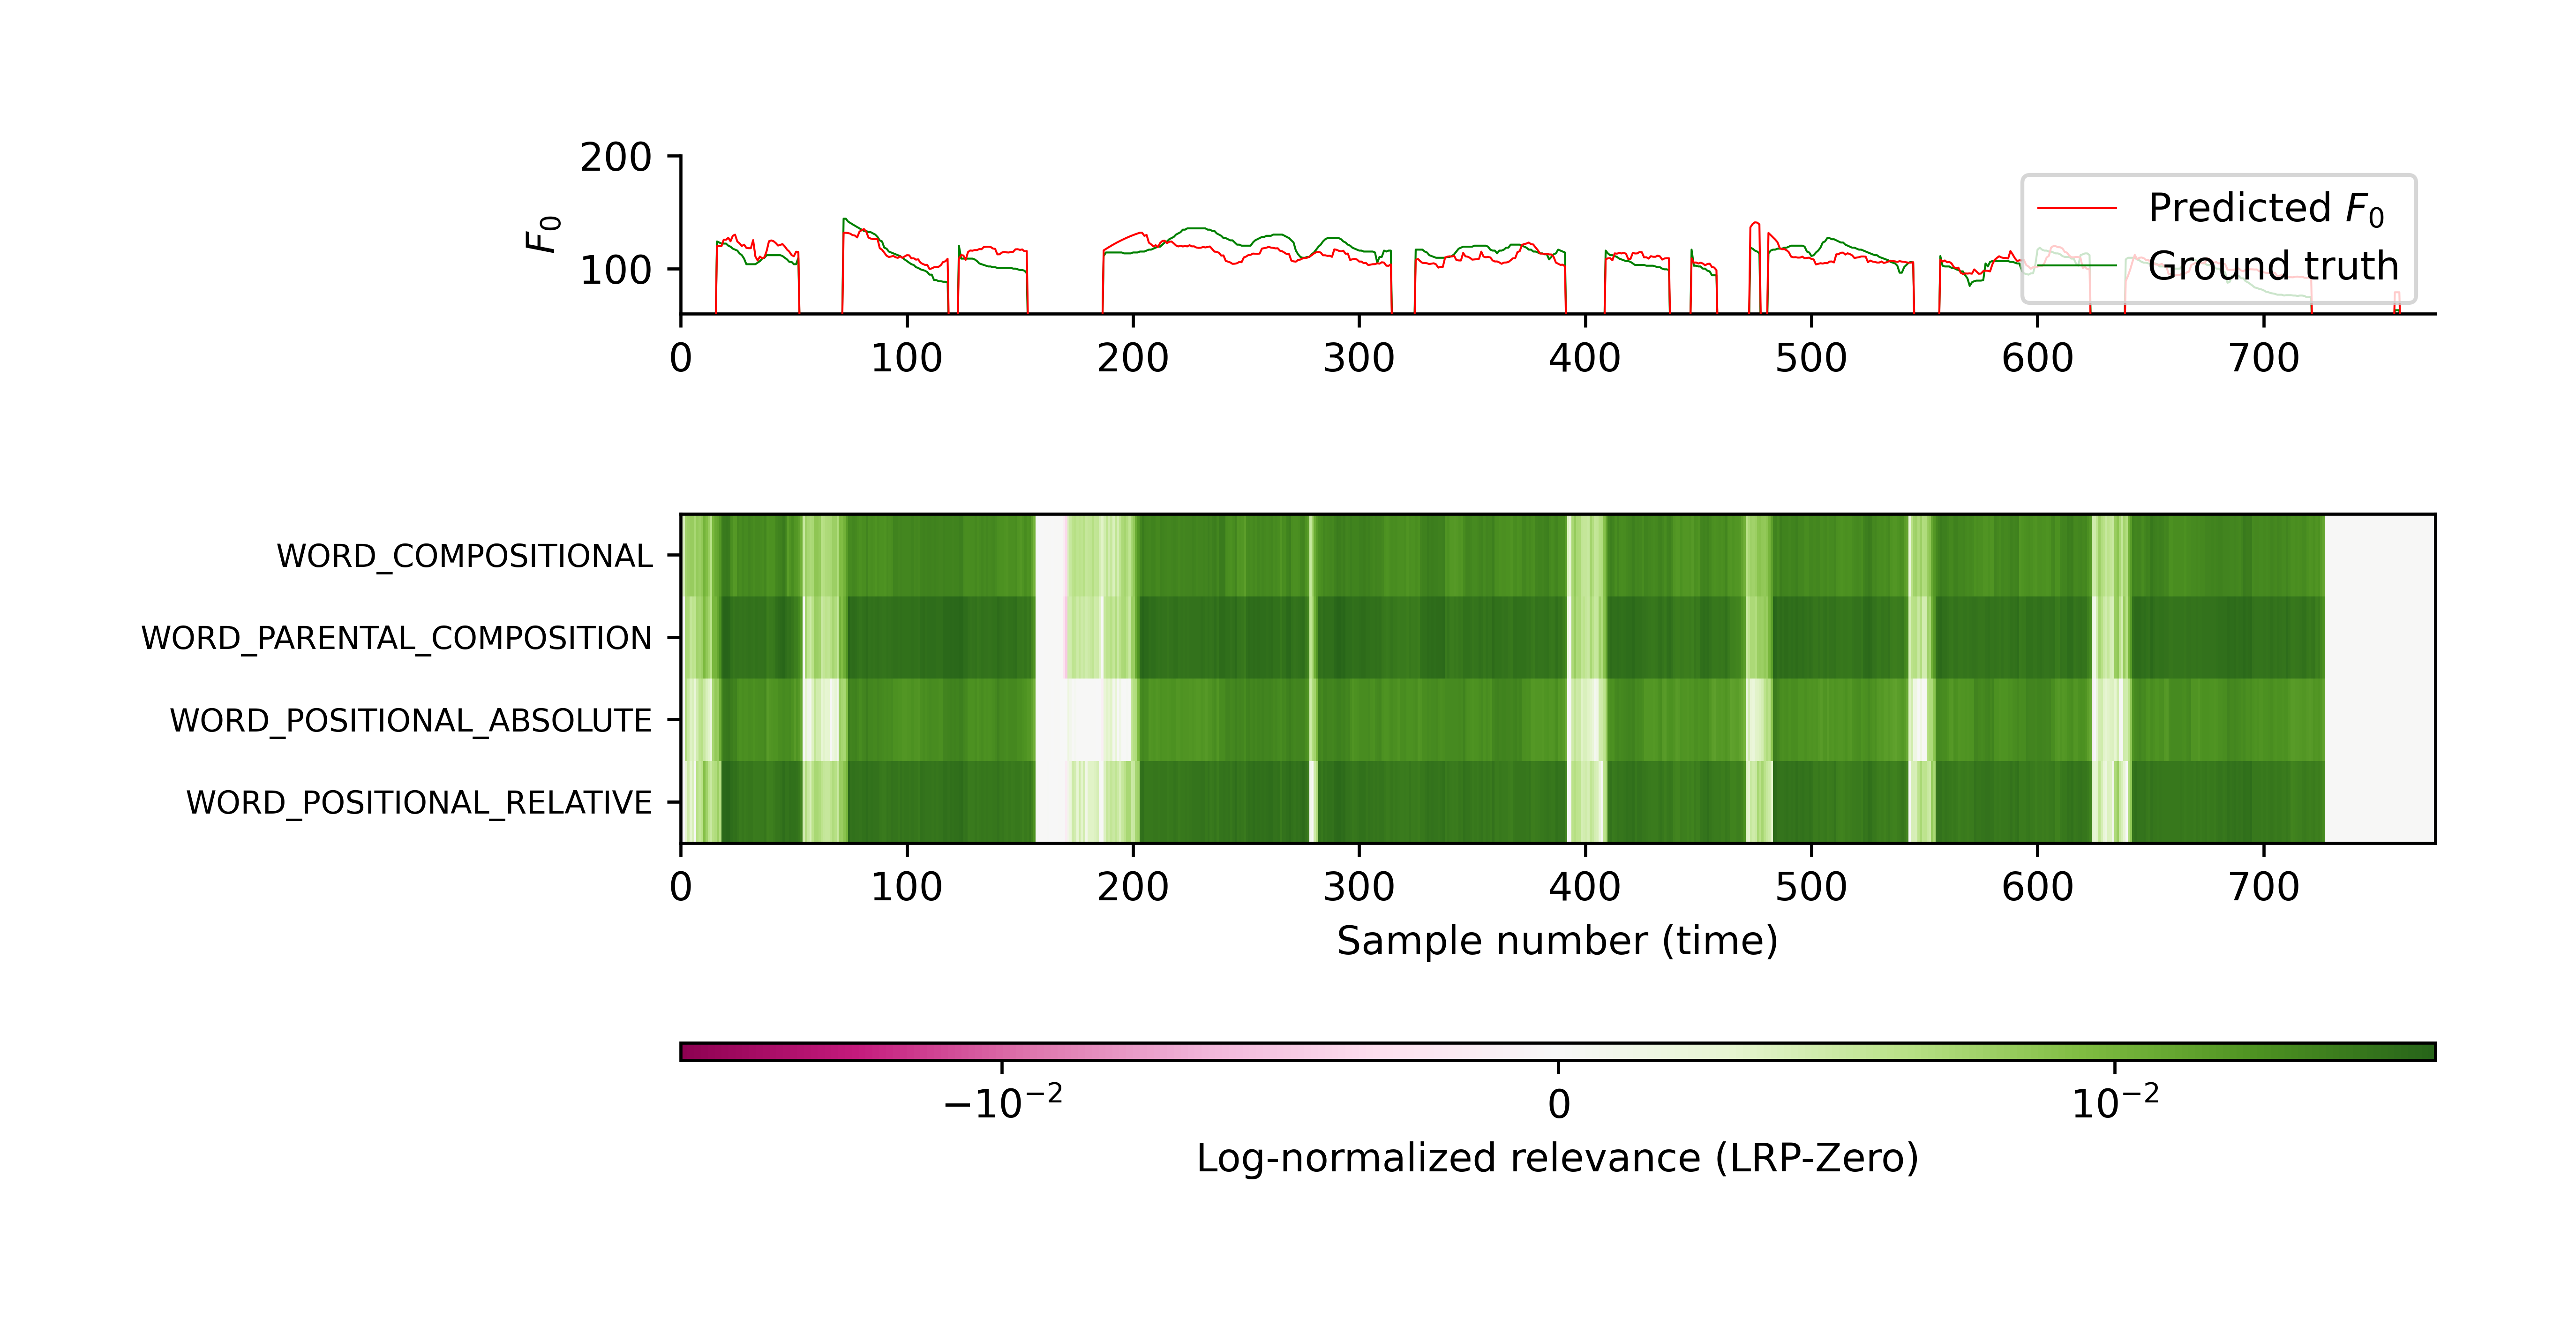 200
100
F0
Predicted F0
Ground truth
0 100 200 300 400 500 600 700
WORD_COMPOSITIONAL
WORD_PARENTAL_COMPOSITION
WORD_POSITIONAL_ABSOLUTE
WORD_POSITIONAL_RELATIVE
0 100 200 300 400 500 600 700
Sample number (time)
−10⁻² 0 10⁻²
Log-normalized relevance (LRP-Zero)